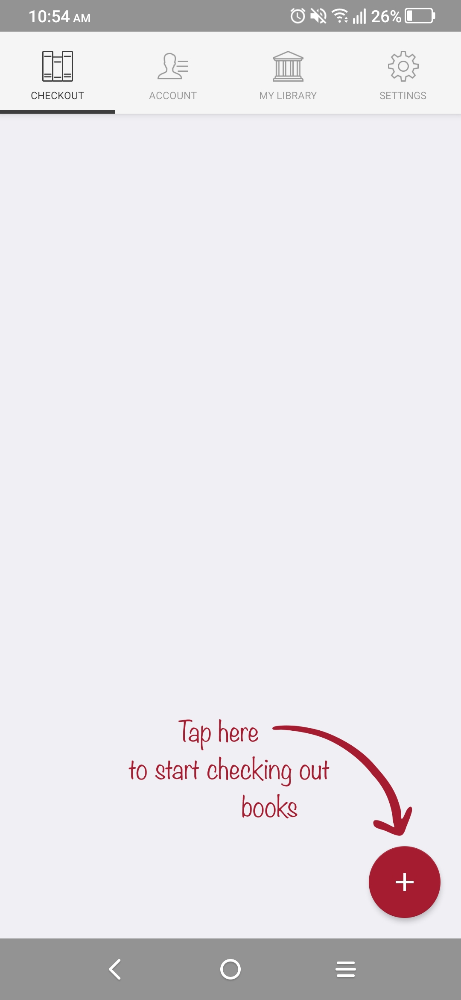 10:54 AM 26%
CHECKOUT ACCOUNT MY LIBRARY SETTINGS
Tap here
to start checking out
books